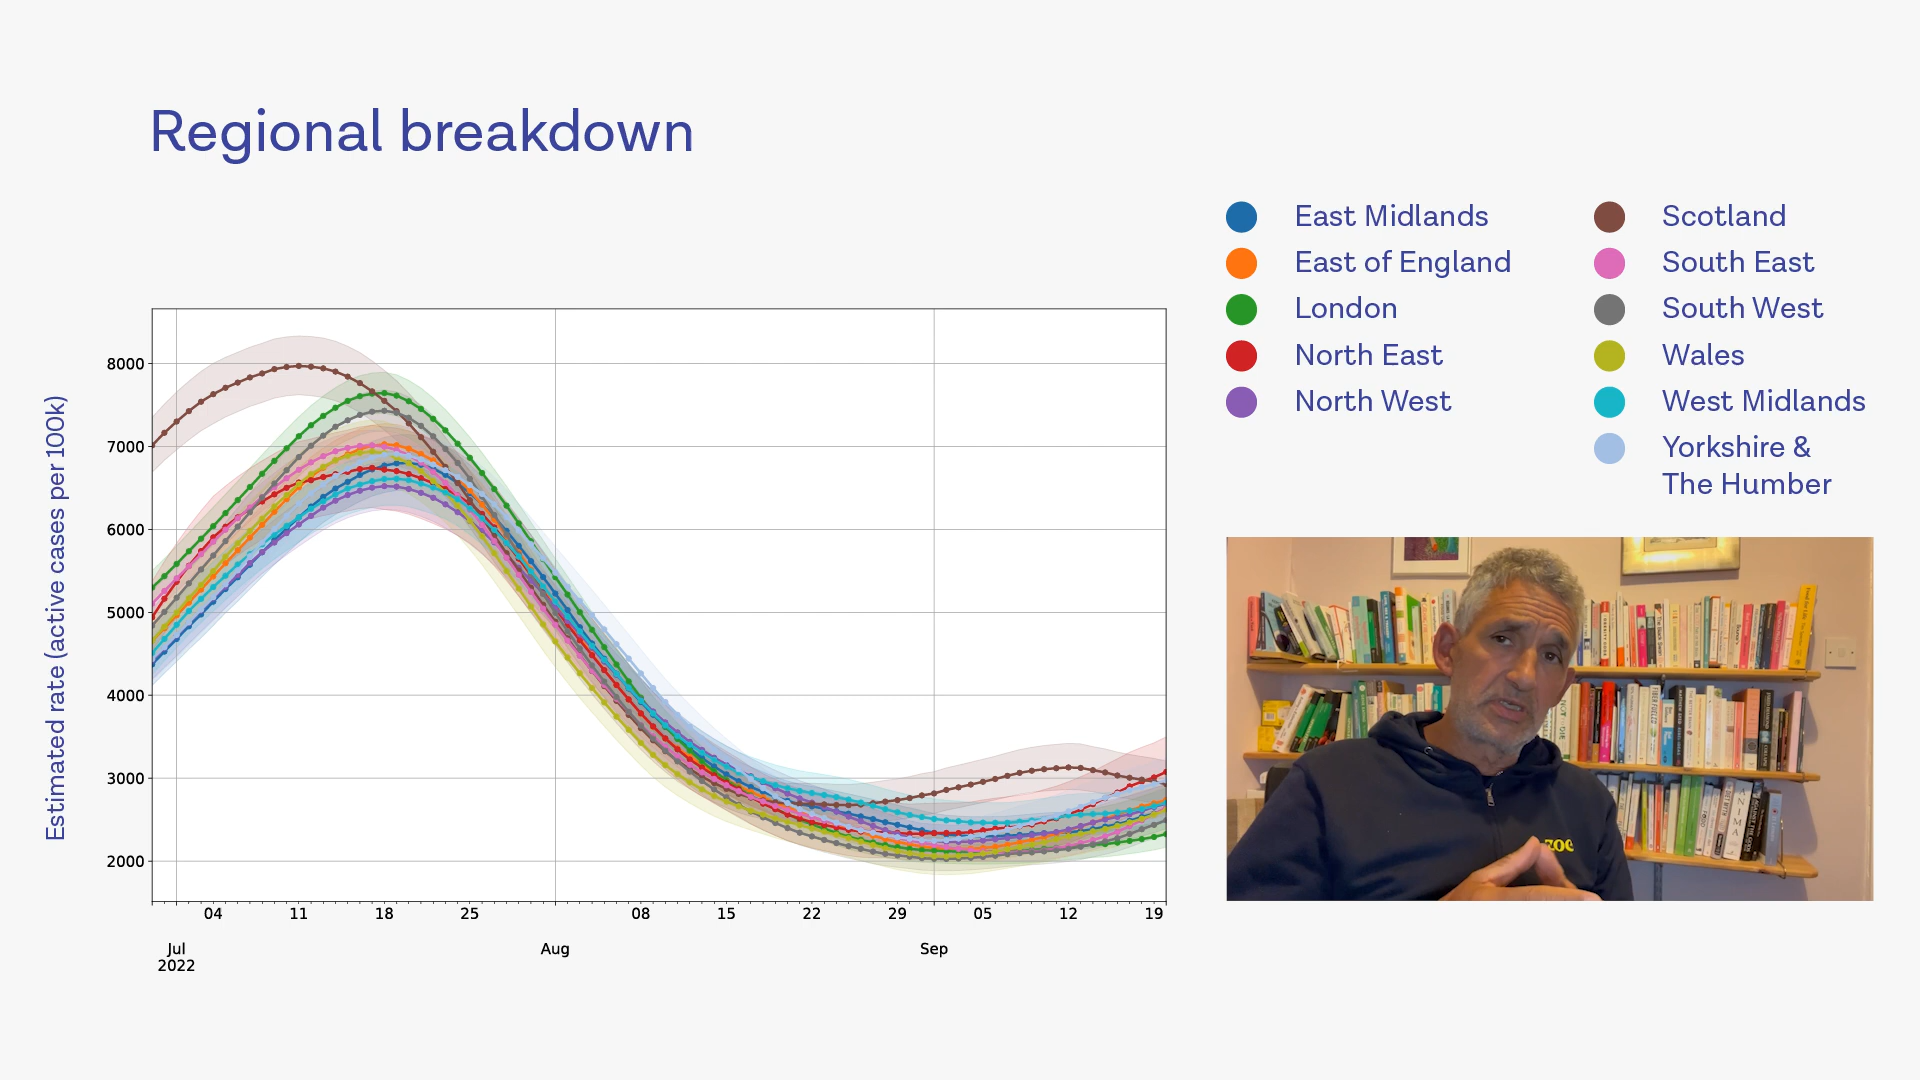 Regional breakdown
East Midlands
East of England
London
North East
North West
Scotland
South East
South West
Wales
West Midlands
Yorkshire &
The Humber
Estimated rate (active cases per 100k)
8000
7000
6000
5000
4000
3000
2000
04 11 18 25 08 15 22 29 05 12 19
Jul Aug Sep
2022
ZOE